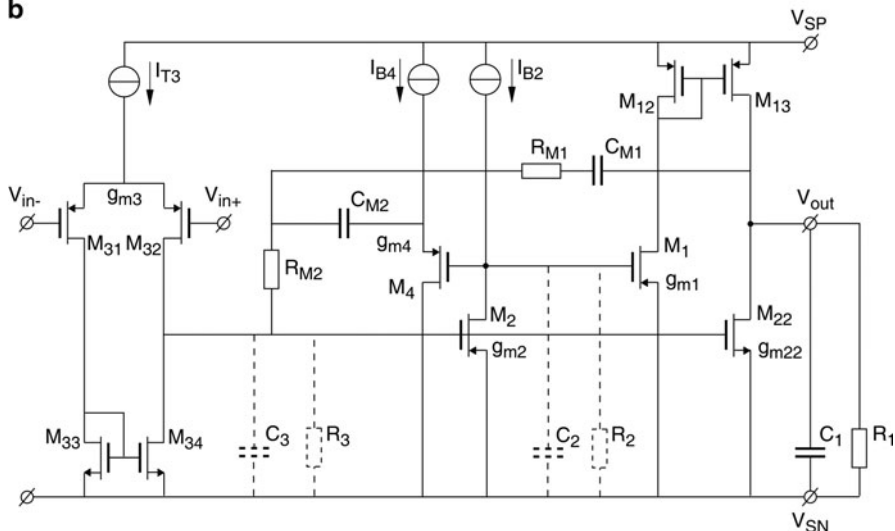 b
V_SP
I_T3
I_B4
I_B2
M_12
M_13
R_M1
C_M1
V_in-
g_m3
V_in+
C_M2
V_out
M_31
M_32
g_m4
M_1
R_M2
g_m1
M_4
M_2
M_22
g_m2
g_m22
M_33
M_34
C_3
R_3
C_2
R_2
C_1
R_1
V_SN